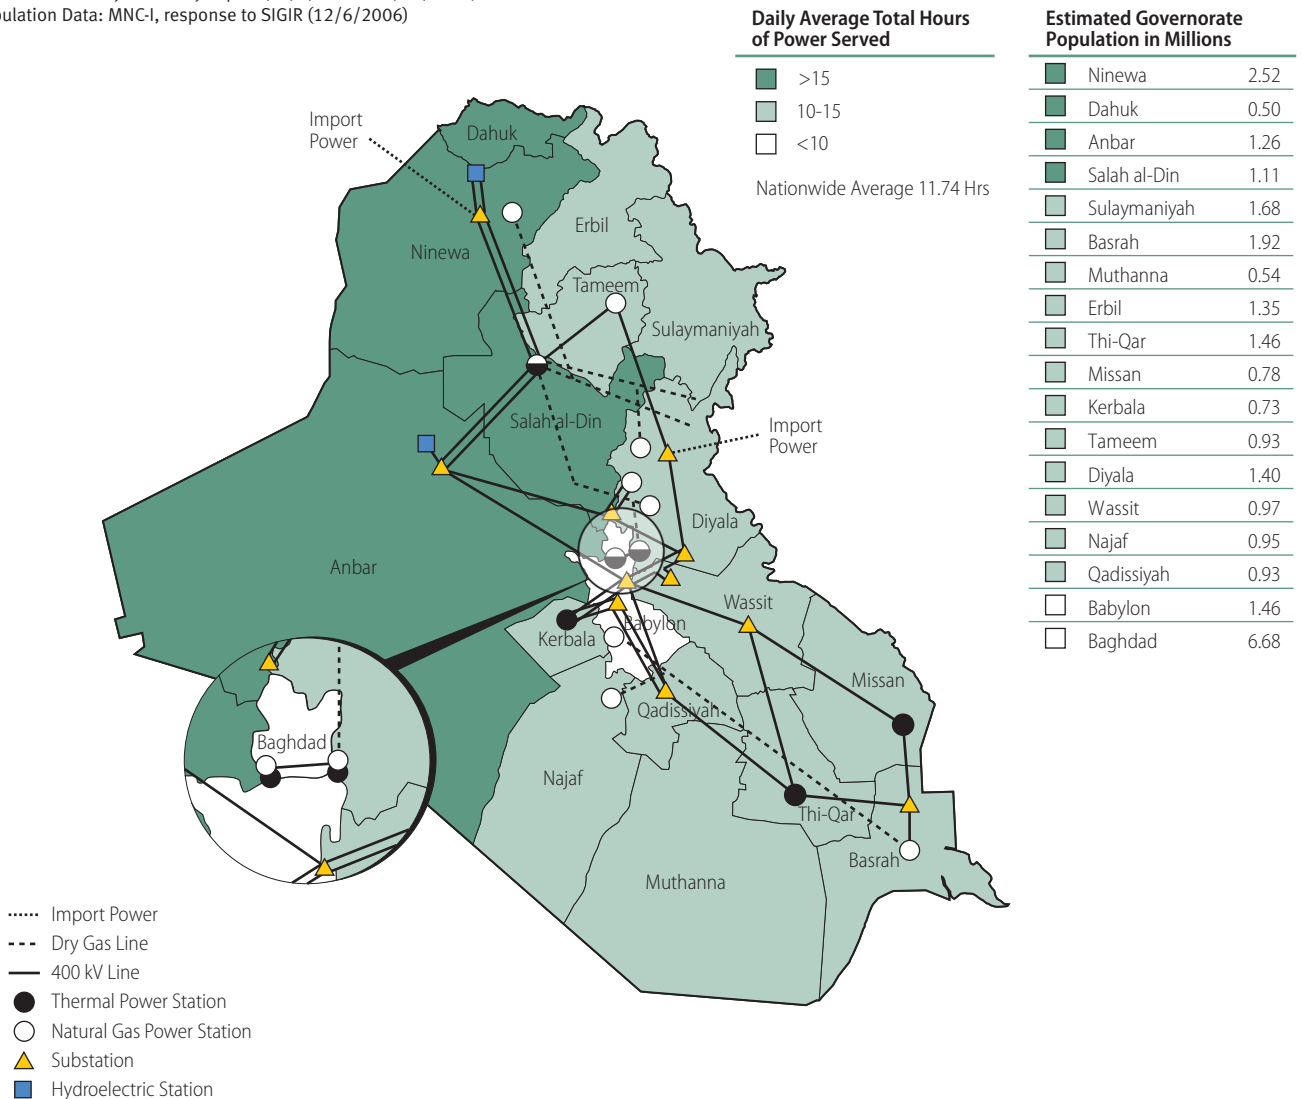 pulation Data: MNC-I, response to SIGIR (12/6/2006)
Daily Average Total Hours
of Power Served
>15
10-15
<10
Nationwide Average 11.74 Hrs
Estimated Governorate
Population in Millions
Ninewa 2.52
Dahuk 0.50
Anbar 1.26
Salah al-Din 1.11
Sulaymaniyah 1.68
Basrah 1.92
Muthanna 0.54
Erbil 1.35
Thi-Qar 1.46
Missan 0.78
Kerbala 0.73
Tameem 0.93
Diyala 1.40
Wassit 0.97
Najaf 0.95
Qadissiyah 0.93
Babylon 1.46
Baghdad 6.68
Import
Power
Dahuk
Erbil
Ninewa
Tameem
Sulaymaniyah
Salah al-Din
Import
Power
Diyala
Anbar
Wassit
Babylon
Kerbala
Missan
Qadissiyah
Baghdad
Najaf
Thi-Qar
Basrah
Muthanna
Import Power
Dry Gas Line
400 kV Line
Thermal Power Station
Natural Gas Power Station
Substation
Hydroelectric Station